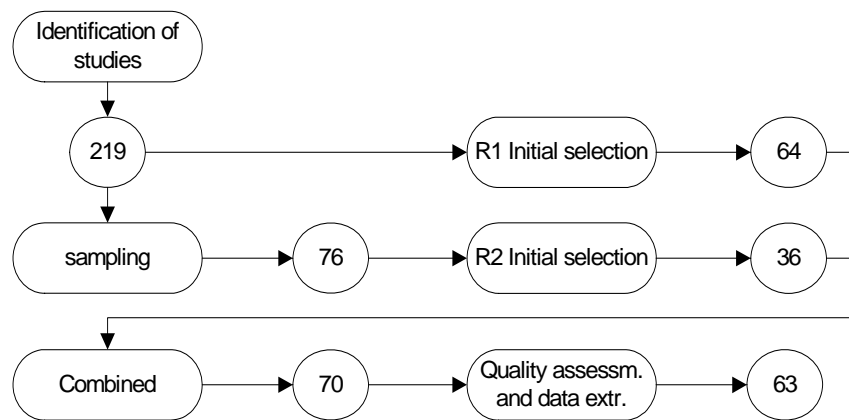 Identification of
studies
219
R1 Initial selection
64
sampling
76
R2 Initial selection
36
Combined
70
Quality assessm.
and data extr.
63